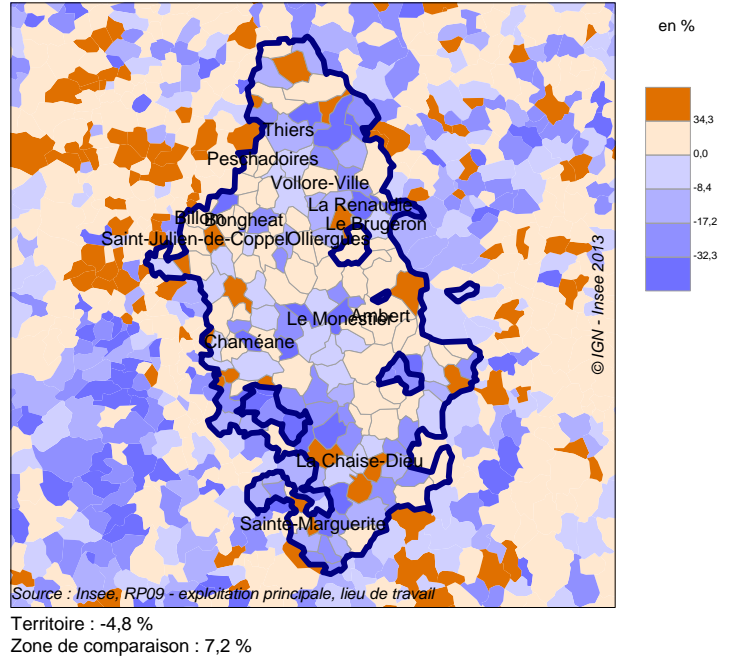 en %
34,3
0,0
-8,4
-17,2
-32,3
Thiers
Peschadoires
Vollore-Ville
La Renaudie
Le Brugeron
Billom
Bongheat
Saint-Julien-de-Coppel
Olliergues
Le Monestier
Ambert
Chaméane
La Chaise-Dieu
Sainte-Marguerite
© IGN - Insee 2013
Source : Insee, RP09 - exploitation principale, lieu de travail
Territoire : -4,8 %
Zone de comparaison : 7,2 %